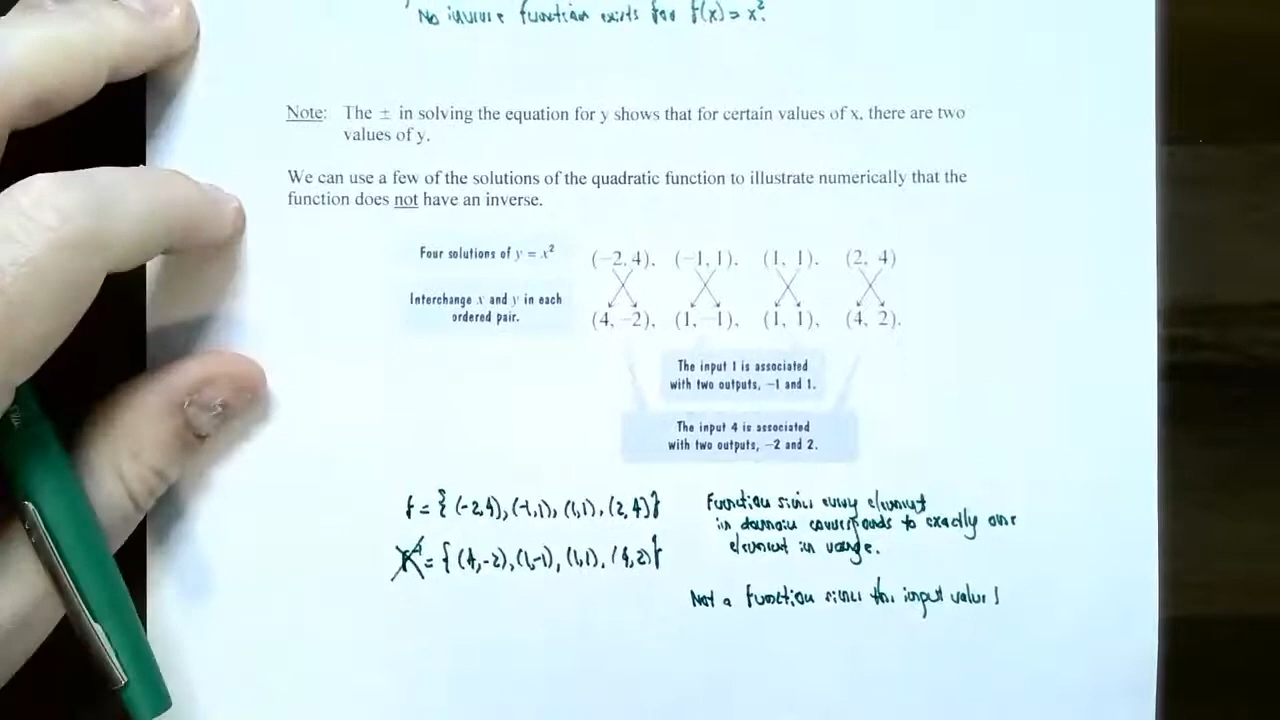 No inverse function exists for f(x) = x².
Note: The ± in solving the equation for y shows that for certain values of x, there are two
values of y.
We can use a few of the solutions of the quadratic function to illustrate numerically that the
function does not have an inverse.
Four solutions of y = x²
(−2, 4), (−1, 1), (1, 1), (2, 4)
Interchange x and y in each
ordered pair.
(4, −2), (1, −1), (1, 1), (4, 2).
The input 1 is associated
with two outputs, −1 and 1.
The input 4 is associated
with two outputs, −2 and 2.
f = { (-2,4), (-1,1), (1,1), (2,4)}
= { (4,-2), (1,-1), (1,1), (4,2)}
Function since every element
in domain corresponds to exactly one
element in range.
Not a function since the input values